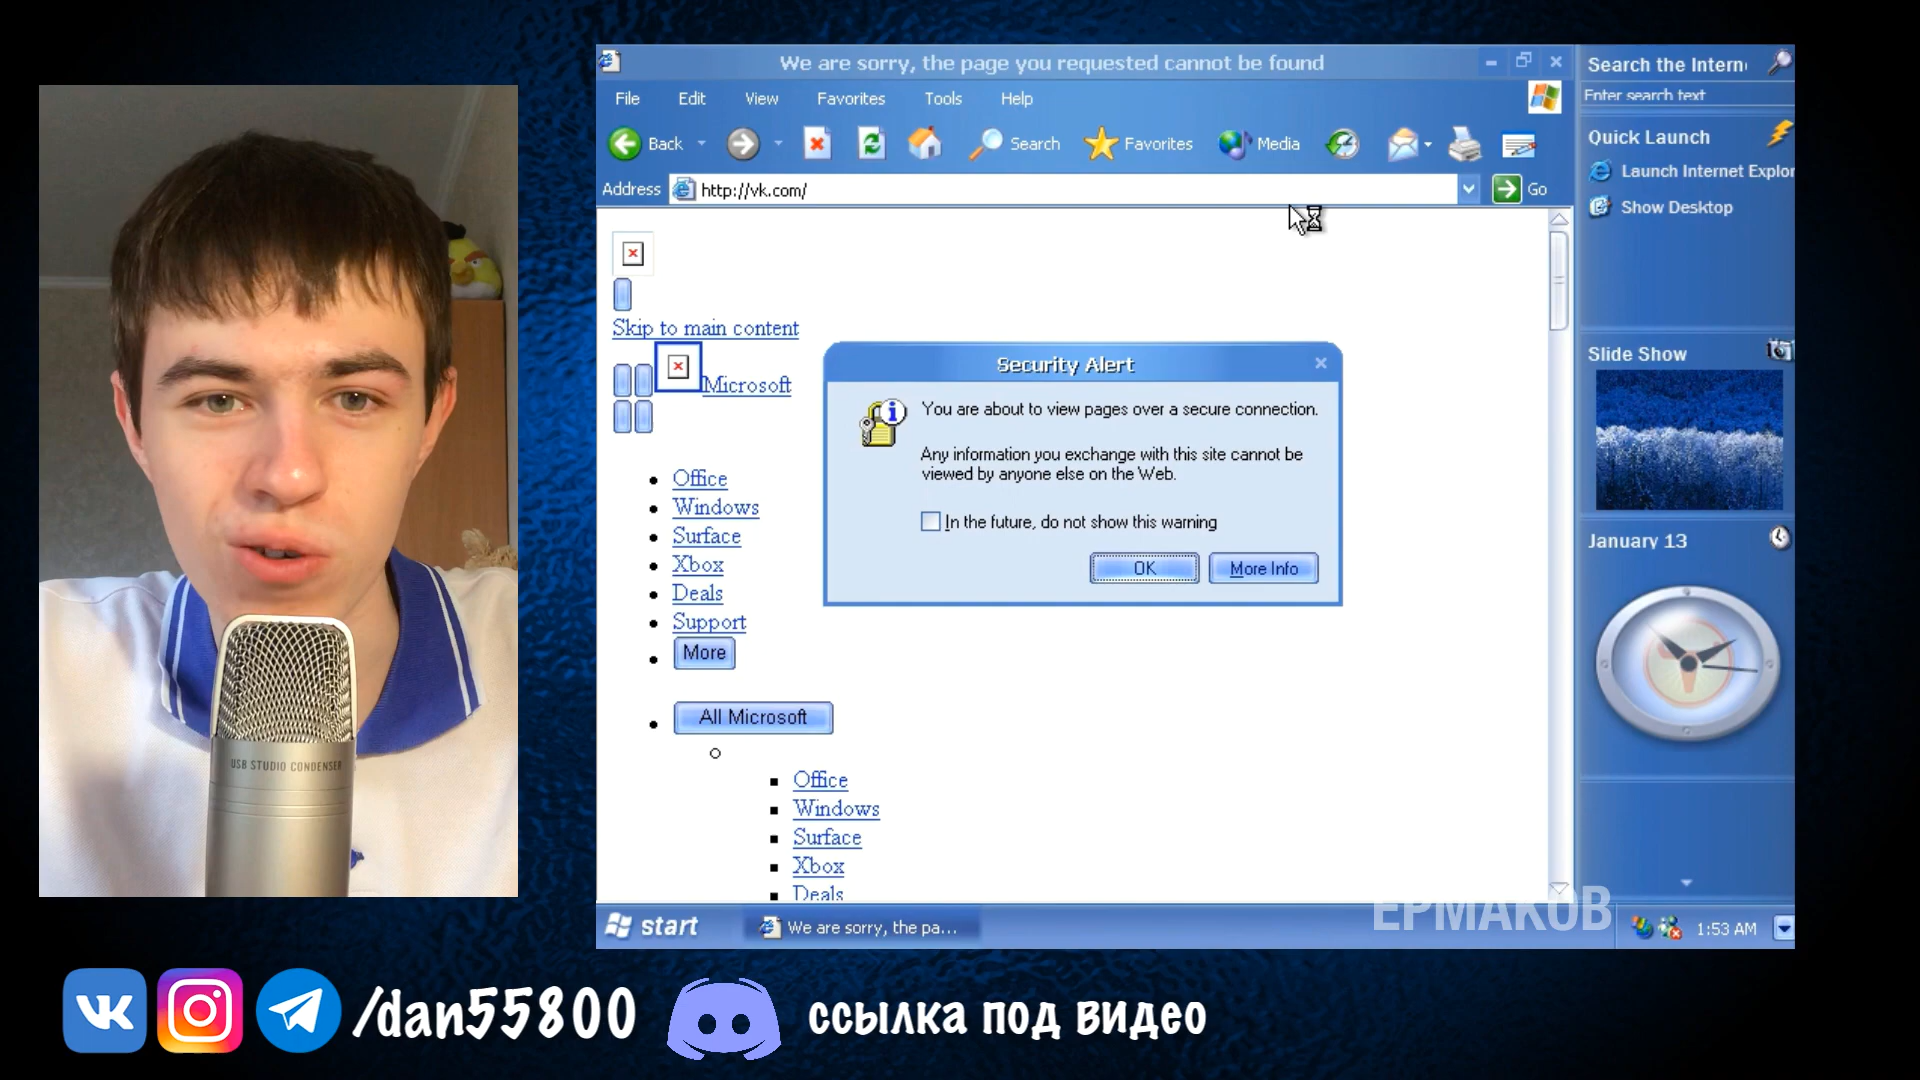 We are sorry, the page you requested cannot be found
File Edit View Favorites Tools Help
Back Search Favorites Media
Address http://vk.com/ Go
Skip to main content
Microsoft
Office
Windows
Surface
Xbox
Deals
Support
More
All Microsoft
Office
Windows
Surface
Xbox
Deals
Security Alert
You are about to view pages over a secure connection.
Any information you exchange with this site cannot be
viewed by anyone else on the Web.
In the future, do not show this warning
OK More Info
Search the Intern
Enter search text
Quick Launch
Launch Internet Explor
Show Desktop
Slide Show
January 13
ЕРМАКОВ
start We are sorry, the pa... 1:53 AM
USB STUDIO CONDENSER
/dan55800 ссылка под видео